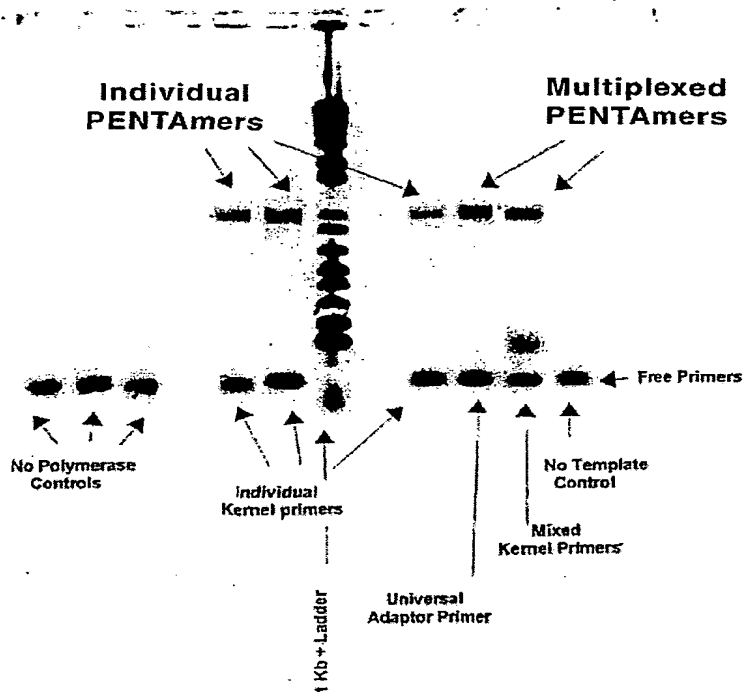 Individual
PENTAmers
Multiplexed
PENTAmers
Free Primers
No Polymerase
Controls
Individual
Kernel primers
No Template
Control
Mixed
Kernel Primers
Universal
Adaptor Primer
1 Kb + Ladder